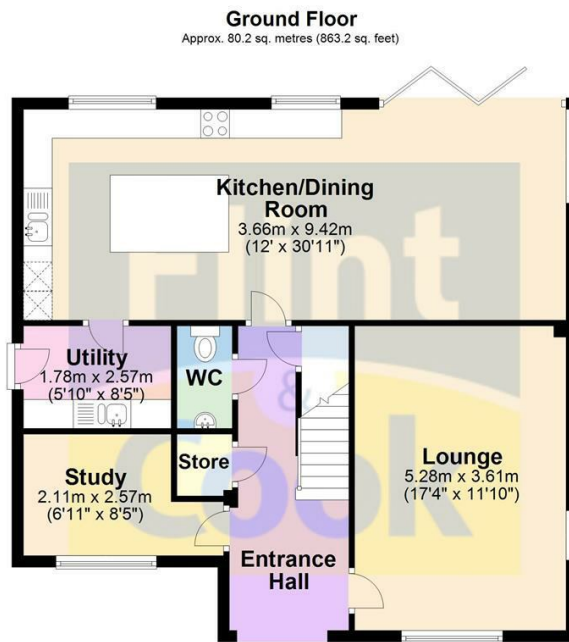 Ground Floor
Approx. 80.2 sq. metres (863.2 sq. feet)
Kitchen/Dining
Room
3.66m x 9.42m
(12' x 30'11")
Flint
Utility
1.78m x 2.57m
(5'10" x 8'5")
WC
&
Store
Cook
Study
2.11m x 2.57m
(6'11" x 8'5")
Lounge
5.28m x 3.61m
(17'4" x 11'10")
Entrance
Hall